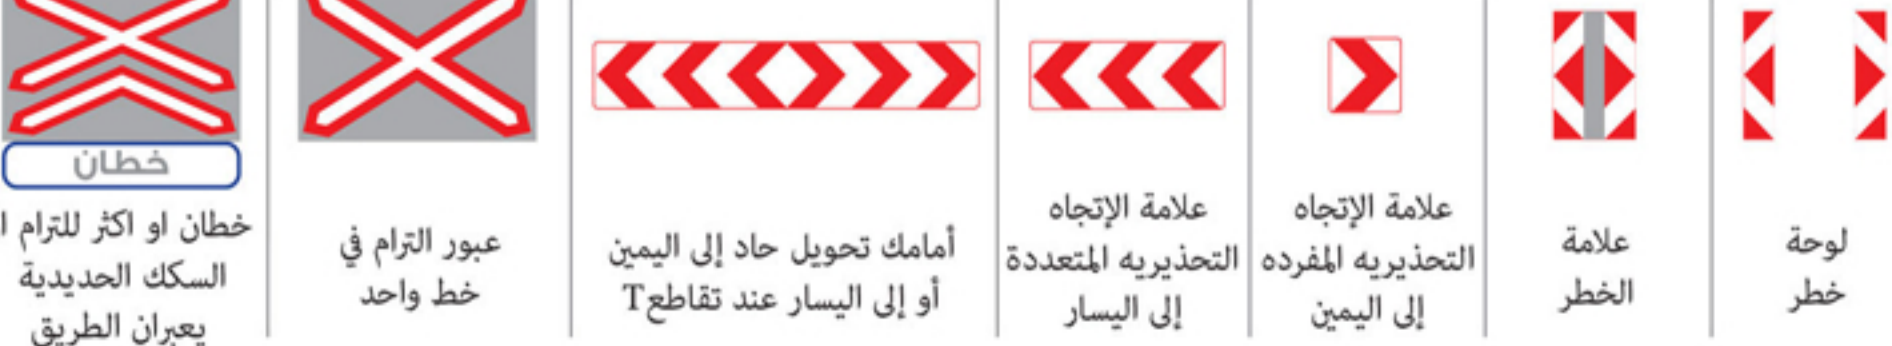 لوحة
خطر
علامة
الخطر
علامة الإتجاه
التحذيريه المفرده
إلى اليمين
علامة الإتجاه
التحذيريه المتعددة
إلى اليسار
أمامك تحويل حاد إلى اليمين
أو إلى اليسار عند تقاطعT
عبور الترام في
خط واحد
خطان
خطان او اكثر للترام
السكك الحديدية
يعبران الطريق